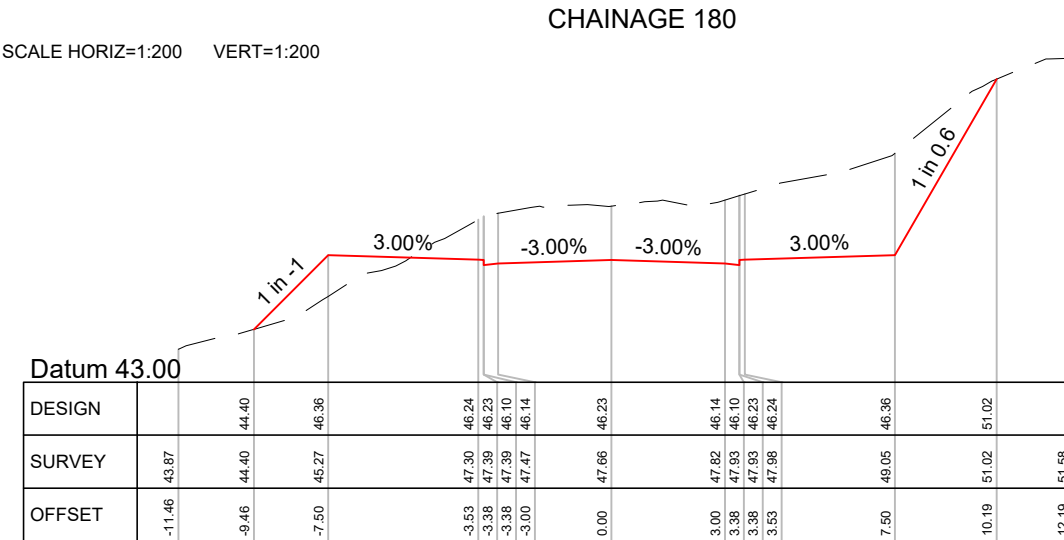 CHAINAGE 180
SCALE HORIZ=1:200 VERT=1:200
1 in -1
3.00%
-3.00%
-3.00%
3.00%
1 in 0.6
Datum 43.00
DESIGN 44.40 46.36 46.24 46.23 46.10 46.14 46.23 46.14 46.10 46.23 46.24 46.36 51.02
SURVEY 43.87 44.40 45.27 47.30 47.39 47.39 47.47 47.66 47.82 47.93 47.93 47.98 49.05 51.02 51.58
OFFSET -11.46 -9.46 -7.50 -3.53 -3.38 -3.38 -3.00 0.00 3.00 3.38 3.38 3.53 7.50 10.19 12.19